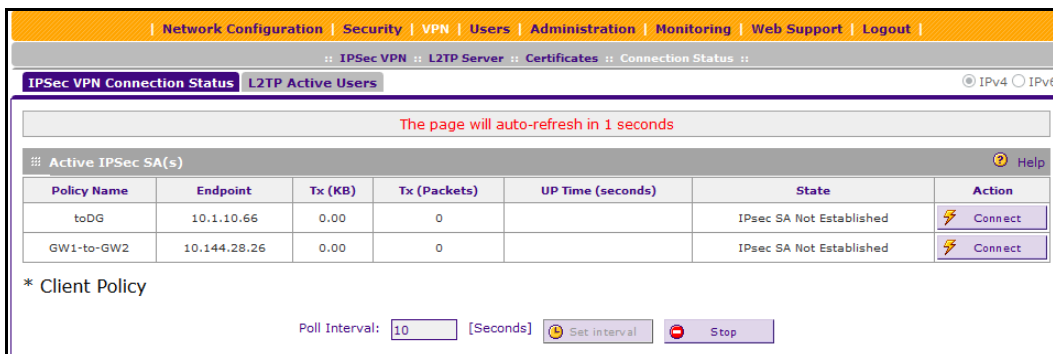 | Network Configuration | Security | VPN | Users | Administration | Monitoring | Web Support | Logout |
:: IPSec VPN :: L2TP Server :: Certificates :: Connection Status ::
IPSec VPN Connection Status L2TP Active Users IPv4 IPv6
The page will auto-refresh in 1 seconds
Active IPSec SA(s) Help
Policy Name Endpoint Tx (KB) Tx (Packets) UP Time (seconds) State Action
toDG 10.1.10.66 0.00 0 IPsec SA Not Established Connect
GW1-to-GW2 10.144.28.26 0.00 0 IPsec SA Not Established Connect
* Client Policy
Poll Interval: 10 [Seconds] Set interval Stop